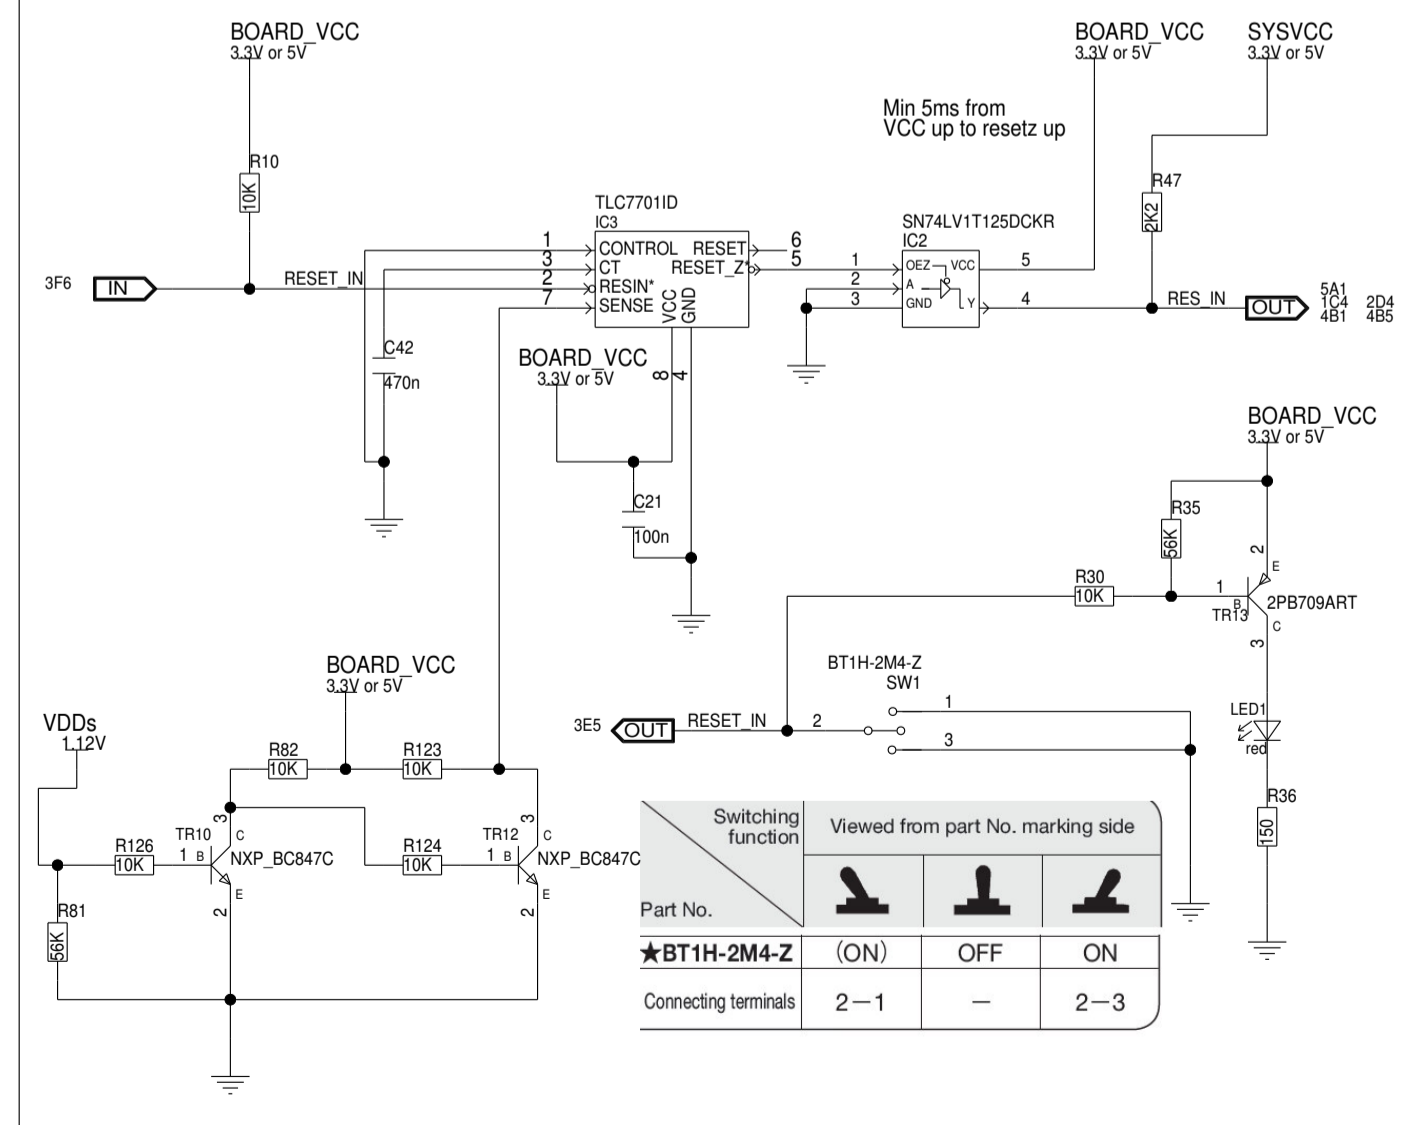 BOARD_VCC
3.3V or 5V
BOARD_VCC
3.3V or 5V
SYSVCC
3.3V or 5V
Min 5ms from
VCC up to resetz up
R10
10K
R47
2K2
TLC7701ID
IC3
1
3
2
7
CONTROL
CT
RESIN*
SENSE
RESET
RESET_Z*
VCC
GND
6
5
8
4
SN74LV1T125DCKR
IC2
1
2
3
OEZ
A
GND
VCC
Y
5
4
3F6
IN
RESET_IN
RES_IN
OUT
5A1
1C4 2D4
4B1 4B5
C42
470n
BOARD_VCC
3.3V or 5V
C21
100n
BOARD_VCC
3.3V or 5V
R35
56K
R30
10K
2
E
1
B
TR13
2PB709ART
C
3
BT1H-2M4-Z
SW1
3E5
OUT
RESET_IN
2
1
3
LED1
red
R36
150
BOARD_VCC
3.3V or 5V
VDDs
1.12V
R82
10K
R123
10K
R126
10K
TR10
1 B
3
C
NXP_BC847C
E
2
R124
10K
TR12
1 B
3
C
NXP_BC847C
E
2
R81
56K
Switching
function
Part No.
Viewed from part No. marking side
★BT1H-2M4-Z (ON) OFF ON
Connecting terminals 2−1 − 2−3